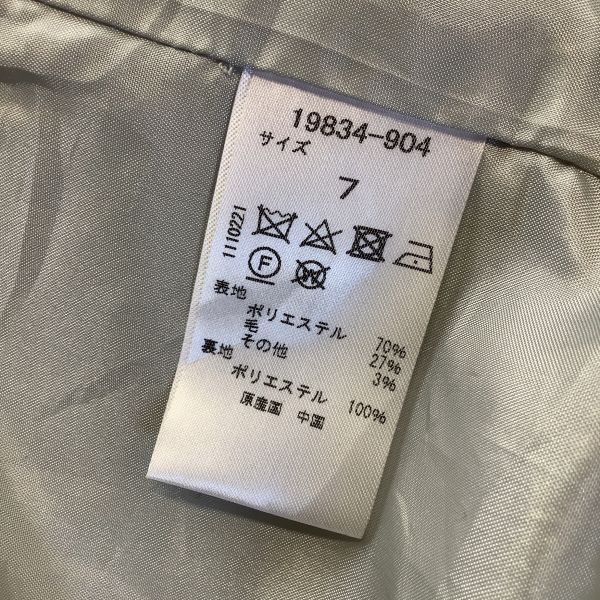 19834-904
サイズ
7
1110221
F
W
表地
ポリエステル 70%
毛 27%
その他 3%
裏地
ポリエステル 100%
原産国 中国